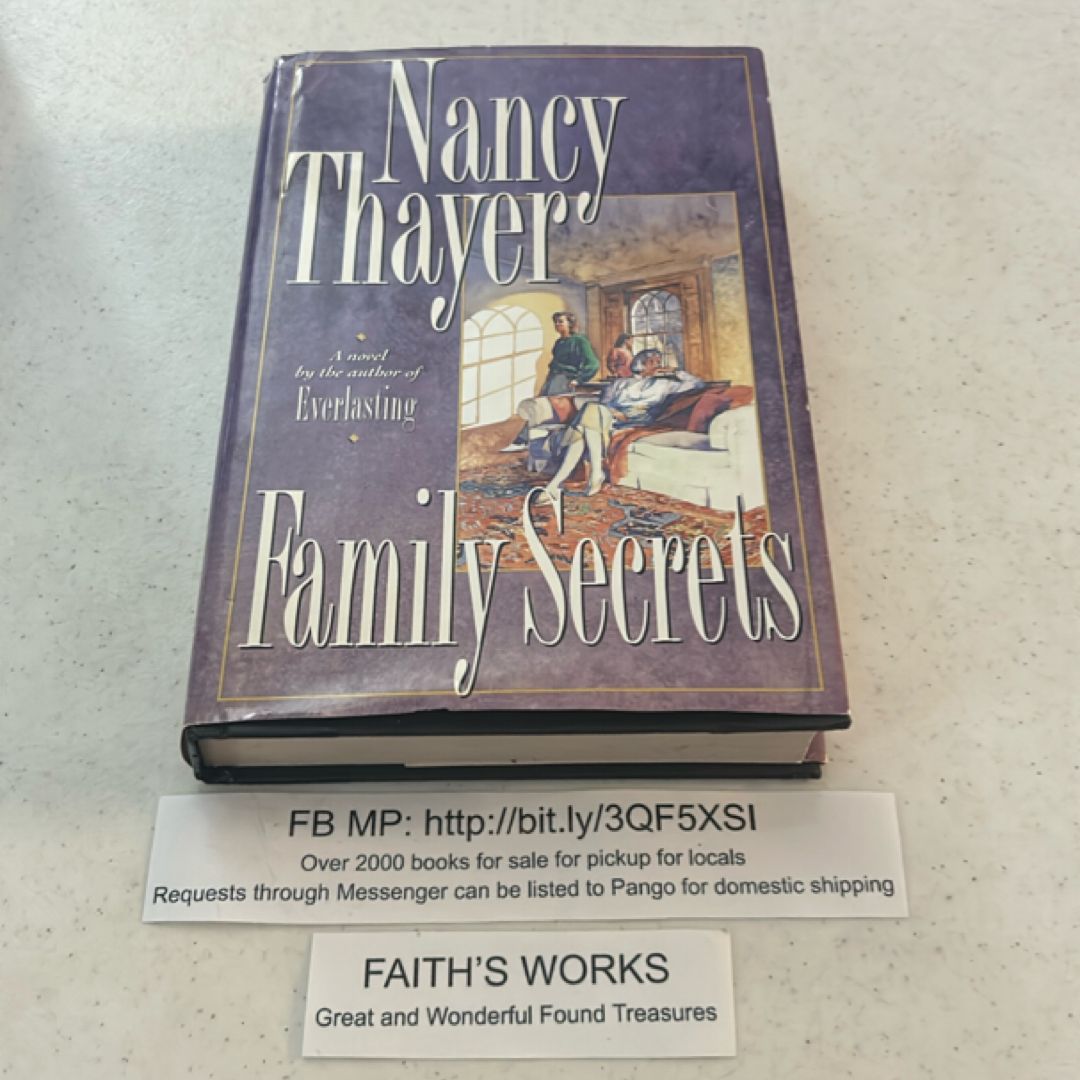 Nancy
Thayer
A novel
by the author of
Everlasting
Family Secrets
FB MP: http://bit.ly/3QF5XSI
Over 2000 books for sale for pickup for locals
Requests through Messenger can be listed to Pango for domestic shipping
FAITH'S WORKS
Great and Wonderful Found Treasures